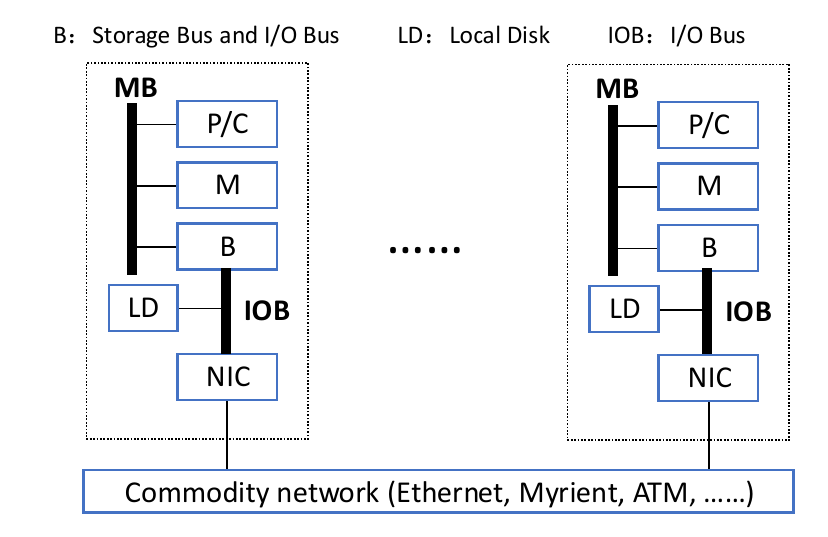 B： Storage Bus and I/O Bus LD： Local Disk IOB： I/O Bus
MB
P/C
M
B
LD
IOB
NIC
……
MB
P/C
M
B
LD
IOB
NIC
Commodity network (Ethernet, Myrient, ATM, ……)